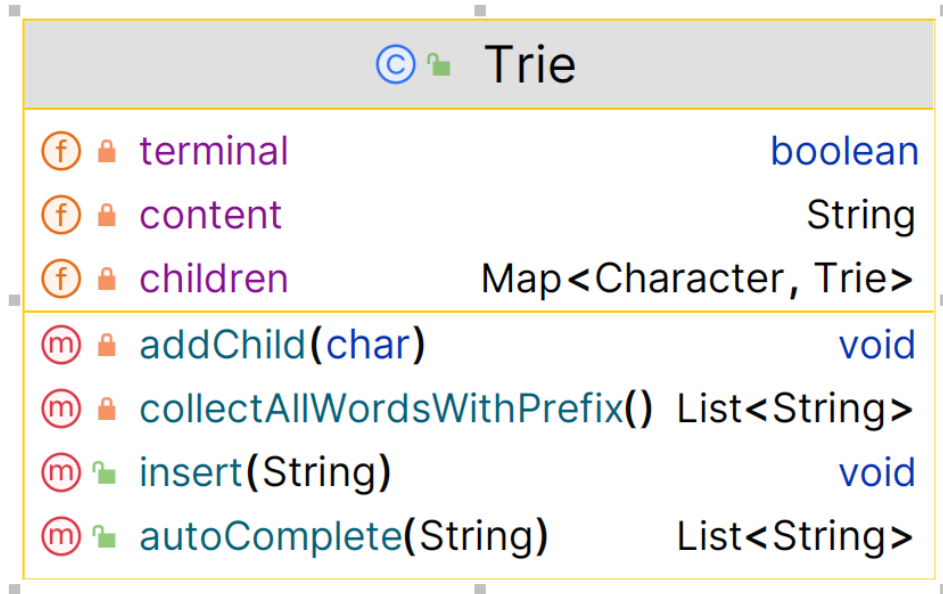 C Trie
f terminal boolean
f content String
f children Map<Character, Trie>
m addChild(char) void
m collectAllWordsWithPrefix() List<String>
m insert(String) void
m autoComplete(String) List<String>